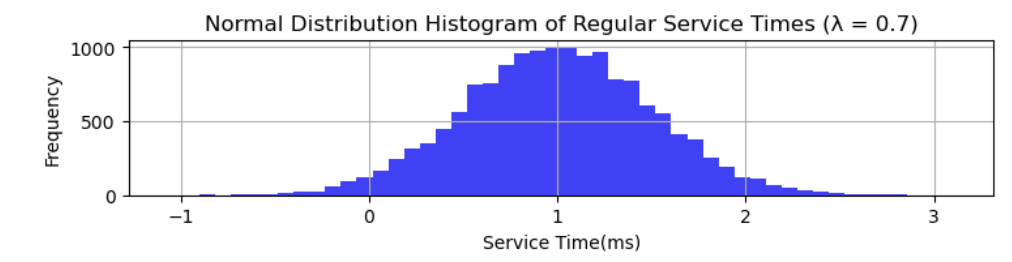 Normal Distribution Histogram of Regular Service Times (λ = 0.7)
1000
500
0
Frequency
−1 0 1 2 3
Service Time(ms)